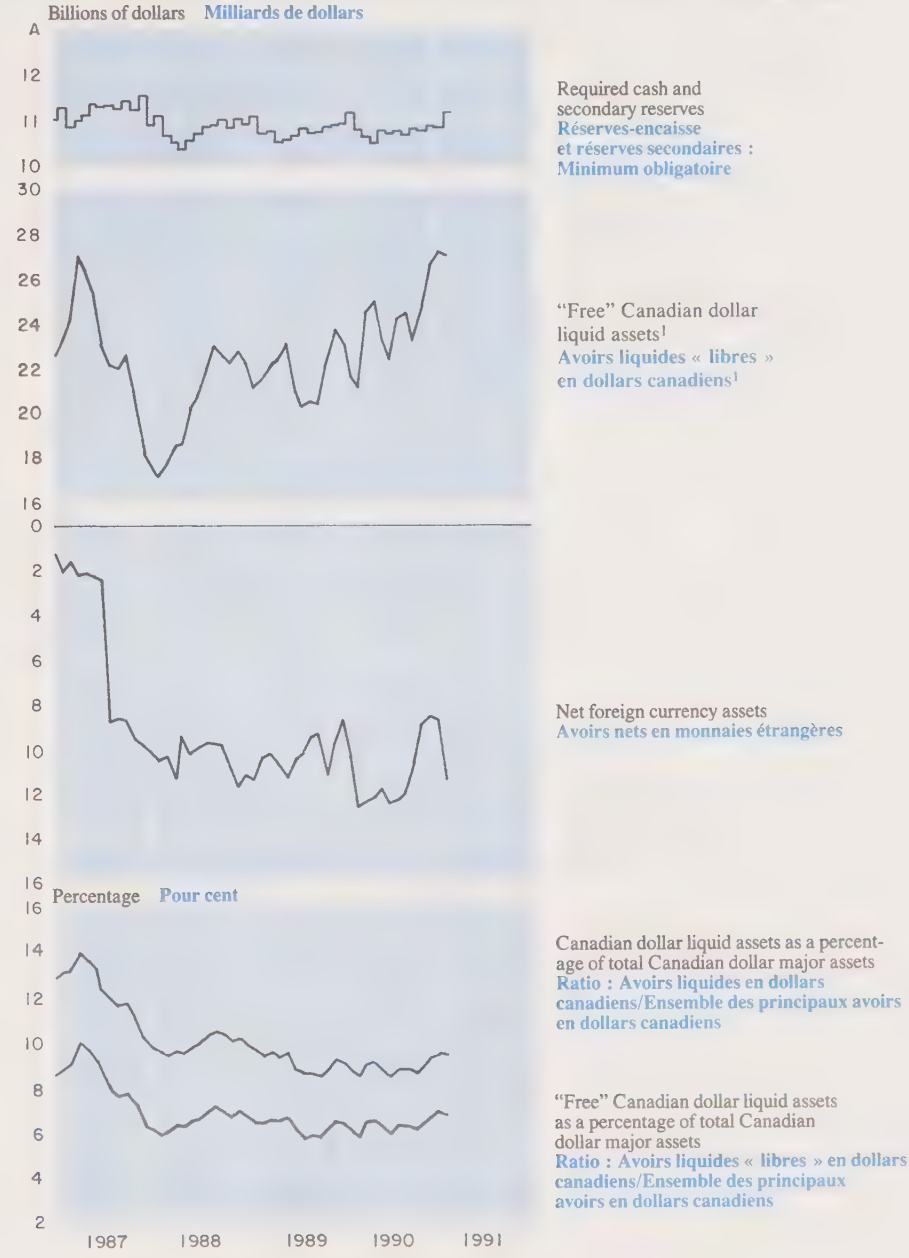 Billions of dollars Milliards de dollars
A
12
11
10
Required cash and
secondary reserves
Réserves-encaisse
et réserves secondaires :
Minimum obligatoire
30
28
26
24
22
20
18
16
“Free” Canadian dollar
liquid assets¹
Avoirs liquides « libres »
en dollars canadiens¹
0
2
4
6
8
10
12
14
16
Net foreign currency assets
Avoirs nets en monnaies étrangères
Percentage Pour cent
16
14
12
10
8
6
4
2
Canadian dollar liquid assets as a percent-
age of total Canadian dollar major assets
Ratio : Avoirs liquides en dollars
canadiens/Ensemble des principaux avoirs
en dollars canadiens
“Free” Canadian dollar liquid assets
as a percentage of total Canadian
dollar major assets
Ratio : Avoirs liquides « libres » en dollars
canadiens/Ensemble des principaux
avoirs en dollars canadiens
1987 1988 1989 1990 1991